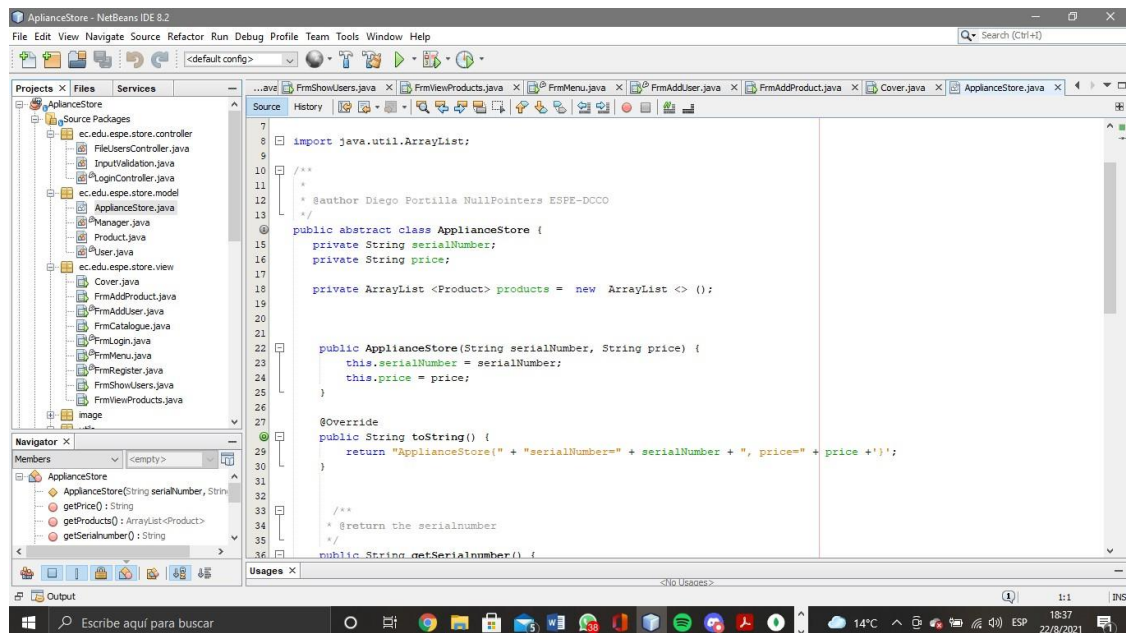 AplianceStore - NetBeans IDE 8.2
File Edit View Navigate Source Refactor Run Debug Profile Team Tools Window Help
Search (Ctrl+I)
<default config>
Projects Files Services
...ava FrmShowUsers.java FrmViewProducts.java FrmMenu.java FrmAddUser.java FrmAddProduct.java Cover.java ApplianceStore.java
Source History
AplianceStore
Source Packages
ec.edu.espe.store.controller
FileUsersController.java
InputValidation.java
LoginController.java
ec.edu.espe.store.model
ApplianceStore.java
Manager.java
Product.java
User.java
ec.edu.espe.store.view
Cover.java
FrmAddProduct.java
FrmAddUser.java
FrmCatalogue.java
FrmLogin.java
FrmMenu.java
FrmRegister.java
FrmShowUsers.java
FrmViewProducts.java
image
Navigator
Members <empty>
ApplianceStore
ApplianceStore(String serialNumber, Strin
getPrice() : String
getProducts() : ArrayList<Product>
getSerialnumber() : String
7
8 import java.util.ArrayList;
9
10 /**
11 *
12 * @author Diego Portilla NullPointers ESPE-DCCO
13 */
public abstract class ApplianceStore {
15 private String serialNumber;
16 private String price;
17
18 private ArrayList <Product> products = new ArrayList <> ();
19
20
21
22 public ApplianceStore(String serialNumber, String price) {
23 this.serialNumber = serialNumber;
24 this.price = price;
25 }
26
27 @Override
public String toString() {
29 return "ApplianceStore{" + "serialNumber=" + serialNumber + ", price=" + price +'}';
30 }
31
32
33 /**
34 * @return the serialnumber
35 */
36 public String getSerialnumber() {
Usages
<No Usages>
Output
1 1:1 INS
Escribe aquí para buscar
14°C ESP 18:37
22/8/2021